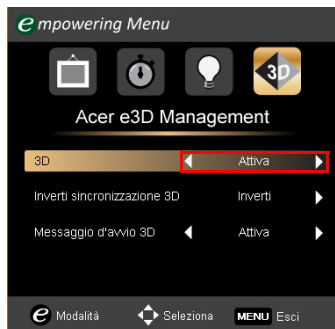 e mpowering Menu
3D
Acer e3D Management
3D Attiva
Inverti sincronizzazione 3D Inverti
Messaggio d'avvio 3D Attiva
e Modalità Seleziona MENU Esci